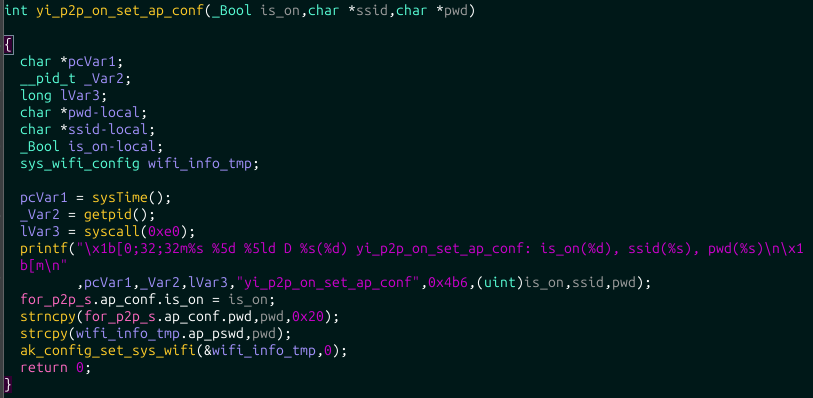 int yi_p2p_on_set_ap_conf(_Bool is_on,char *ssid,char *pwd)
{
char *pcVar1;
__pid_t _Var2;
long lVar3;
char *pwd-local;
char *ssid-local;
_Bool is_on-local;
sys_wifi_config wifi_info_tmp;
pcVar1 = sysTime();
_Var2 = getpid();
lVar3 = syscall(0xe0);
printf("\x1b[0;32;32m%s %5d %5ld D %s(%d) yi_p2p_on_set_ap_conf: is_on(%d), ssid(%s), pwd(%s)\n\x1
b[m\n"
,pcVar1,_Var2,lVar3,"yi_p2p_on_set_ap_conf",0x4b6,(uint)is_on,ssid,pwd);
for_p2p_s.ap_conf.is_on = is_on;
strncpy(for_p2p_s.ap_conf.pwd,pwd,0x20);
strcpy(wifi_info_tmp.ap_pswd,pwd);
ak_config_set_sys_wifi(&wifi_info_tmp,0);
return 0;
}